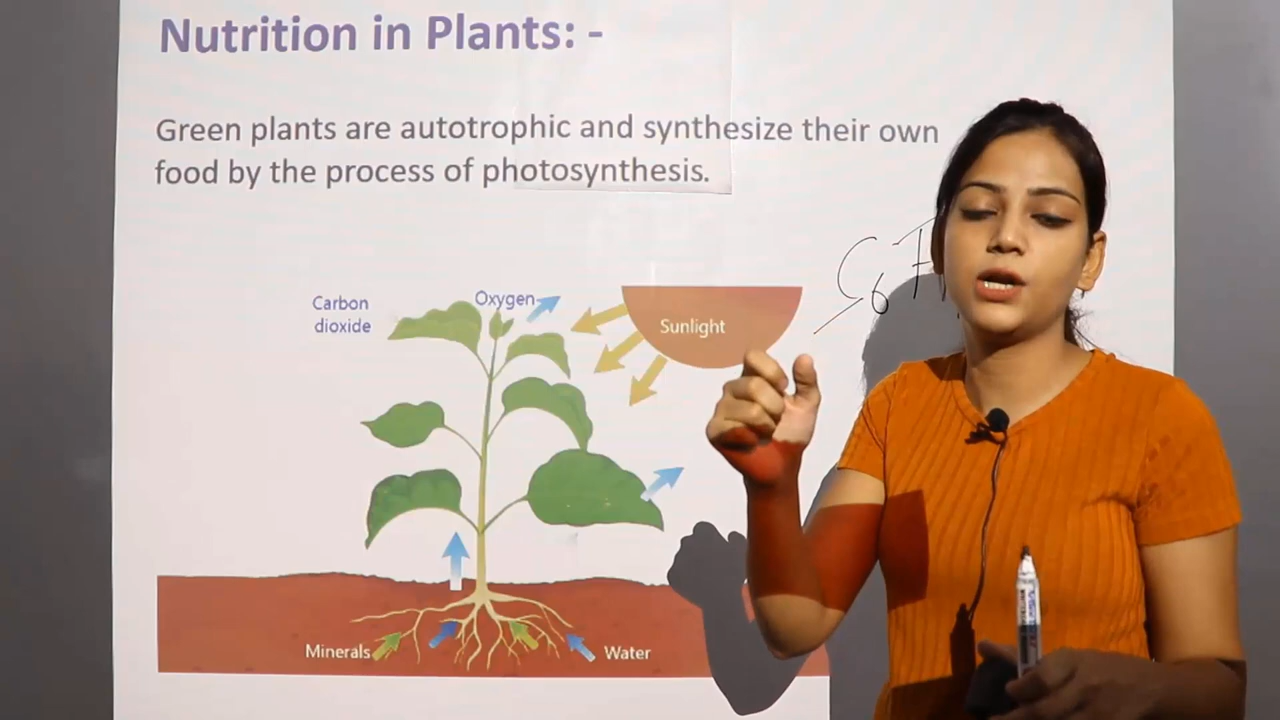 Nutrition in Plants: -
Green plants are autotrophic and synthesize their own
food by the process of photosynthesis.
Carbon
dioxide
Oxygen
Sunlight
C6H
Minerals
Water